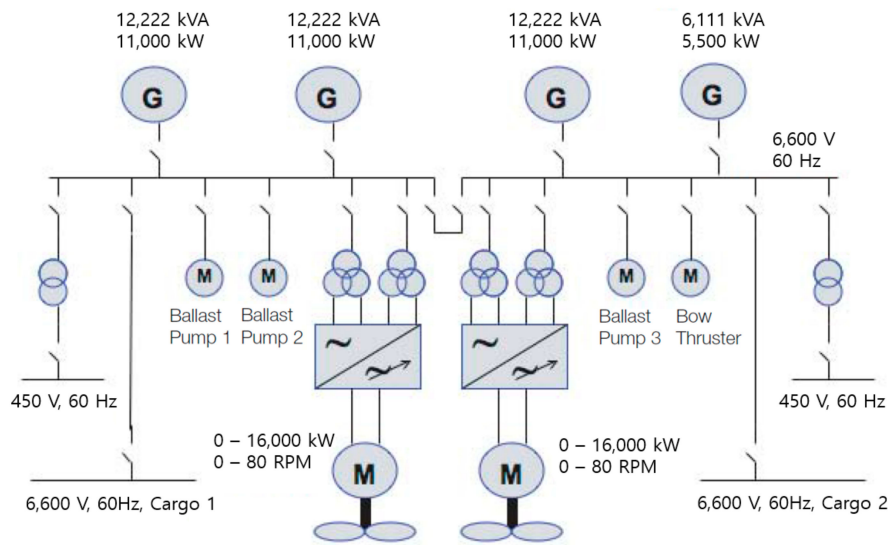 12,222 kVA
11,000 kW
12,222 kVA
11,000 kW
12,222 kVA
11,000 kW
6,111 kVA
5,500 kW
G
G
G
G
6,600 V
60 Hz
M
M
M
M
Ballast
Pump 1
Ballast
Pump 2
Ballast
Pump 3
Bow
Thruster
~
~
~
~
450 V, 60 Hz
450 V, 60 Hz
0 – 16,000 kW
0 – 80 RPM
0 – 16,000 kW
0 – 80 RPM
M
M
6,600 V, 60Hz, Cargo 1
6,600 V, 60Hz, Cargo 2